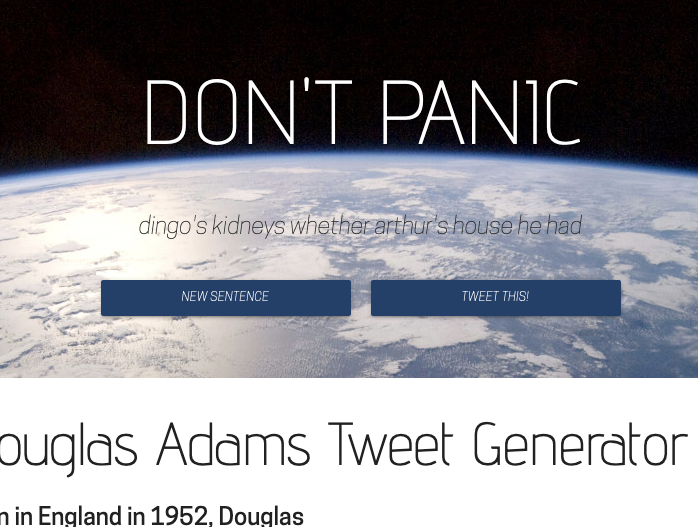 DON'T PANIC
dingo's kidneys whether arthur's house he had
NEW SENTENCE
TWEET THIS!
ouglas Adams Tweet Generator
n in England in 1952, Douglas